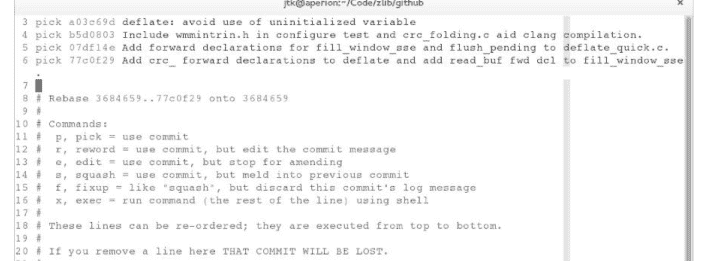 jtk@aperion:~/Code/zlib/github
3 pick a03c69d deflate: avoid use of uninitialized variable
4 pick b5d0803 Include wmmintrin.h in configure test and crc_folding.c aid clang compilation.
5 pick 07df14e Add forward declarations for fill_window_sse and flush_pending to deflate_quick.c.
6 pick 77c0f29 Add crc_ forward declarations to deflate and add read_buf fwd dcl to fill_window_sse
.
7
8 # Rebase 3684659..77c0f29 onto 3684659
9 #
10 # Commands:
11 #  p, pick = use commit
12 #  r, reword = use commit, but edit the commit message
13 #  e, edit = use commit, but stop for amending
14 #  s, squash = use commit, but meld into previous commit
15 #  f, fixup = like "squash", but discard this commit's log message
16 #  x, exec = run command (the rest of the line) using shell
17 #
18 # These lines can be re-ordered; they are executed from top to bottom.
19 #
20 # If you remove a line here THAT COMMIT WILL BE LOST.